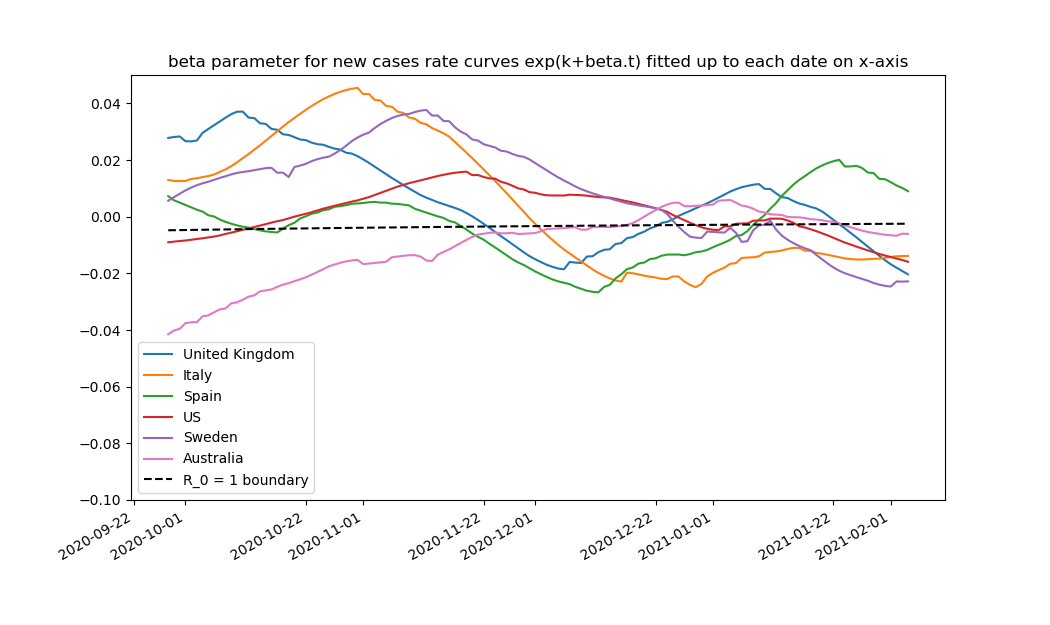 beta parameter for new cases rate curves exp(k+beta.t) fitted up to each date on x-axis
0.04
0.02
0.00
−0.02
−0.04
−0.06
−0.08
−0.10
United Kingdom
Italy
Spain
US
Sweden
Australia
R_0 = 1 boundary
2020-09-22
2020-10-01
2020-10-22
2020-11-01
2020-11-22
2020-12-01
2020-12-22
2021-01-01
2021-01-22
2021-02-01